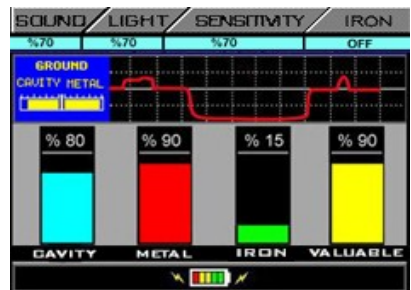 SOUND LIGHT SENSITIVITY IRON
%70 %70 %70 OFF
GROUND
CAVITY METAL
% 80 % 90 % 15 % 90
CAVITY METAL IRON VALUABLE